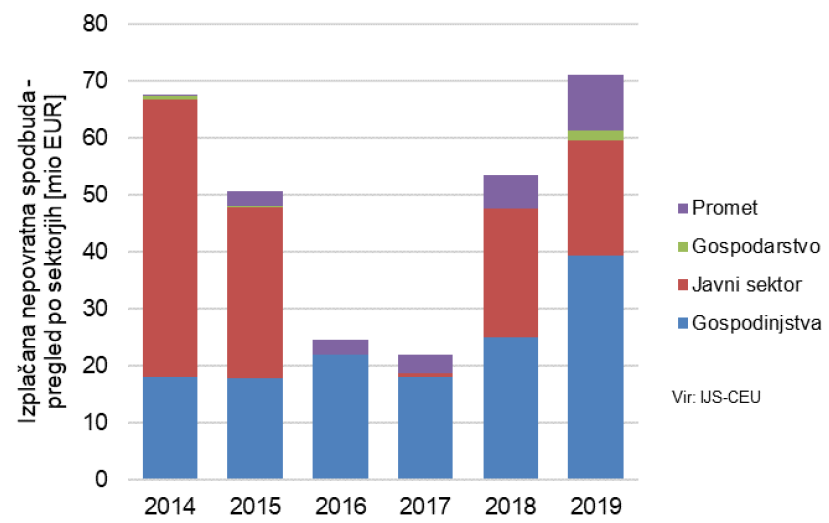 Izplačana nepovratna spodbuda -
pregled po sektorjih [mio EUR]
80
70
60
50
40
30
20
10
0
2014 2015 2016 2017 2018 2019
Promet
Gospodarstvo
Javni sektor
Gospodinjstva
Vir: IJS-CEU